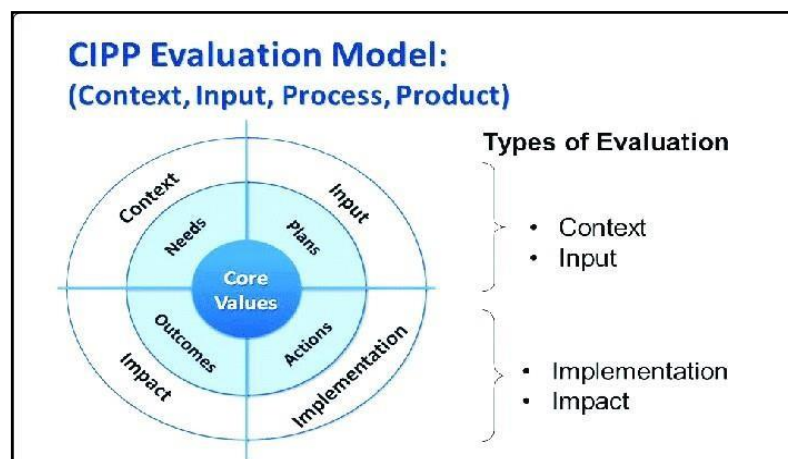 CIPP Evaluation Model:
(Context, Input, Process, Product)
Types of Evaluation
Context
Input
Needs
Plans
Core
Values
Outcomes
Actions
Impact
Implementation
• Context
• Input
• Implementation
• Impact